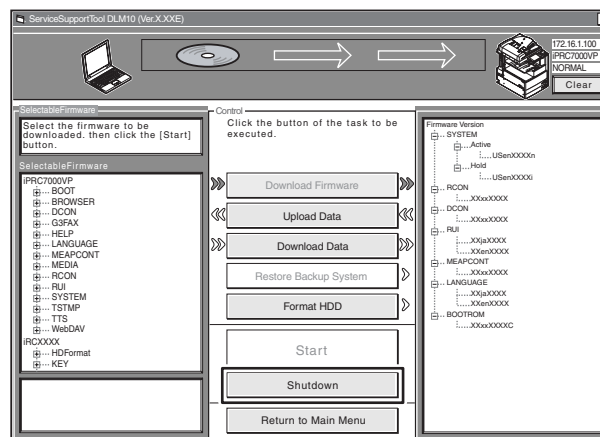 ServiceSupportTool DLM10 (Ver.X.XXE)
172.16.1.100
iPRC7000VP
NORMAL
Clear
SelectableFirmware
Select the firmware to be
downloaded. then click the [Start]
button.
SelectableFirmware
iPRC7000VP
BOOT
BROWSER
DCON
G3FAX
HELP
LANGUAGE
MEAPCONT
MEDIA
RCON
RUI
SYSTEM
TSTMP
TTS
WebDAV
iRCXXXX
HDFormat
KEY
Control
Click the button of the task to be
executed.
Download Firmware
Upload Data
Download Data
Restore Backup System
Format HDD
Start
Shutdown
Return to Main Menu
Firmware Version
SYSTEM
Active
USenXXXXn
Hold
USenXXXXi
RCON
XXxxXXXX
DCON
XXxxXXXX
RUI
XXjaXXXX
XXenXXXX
MEAPCONT
XXxxXXXX
LANGUAGE
XXjaXXXX
XXenXXXX
BOOTROM
XXxxXXXXC